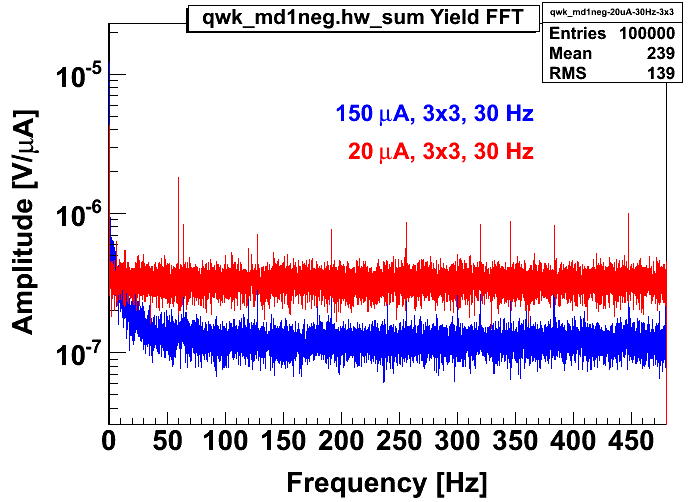 qwk_md1neg.hw_sum Yield FFT
qwk_md1neg-20uA-30Hz-3x3
Entries 100000
Mean 239
RMS 139
150 μA, 3x3, 30 Hz
20 μA, 3x3, 30 Hz
Amplitude [V/μA]
10⁻⁵
10⁻⁶
10⁻⁷
0 50 100 150 200 250 300 350 400 450
Frequency [Hz]